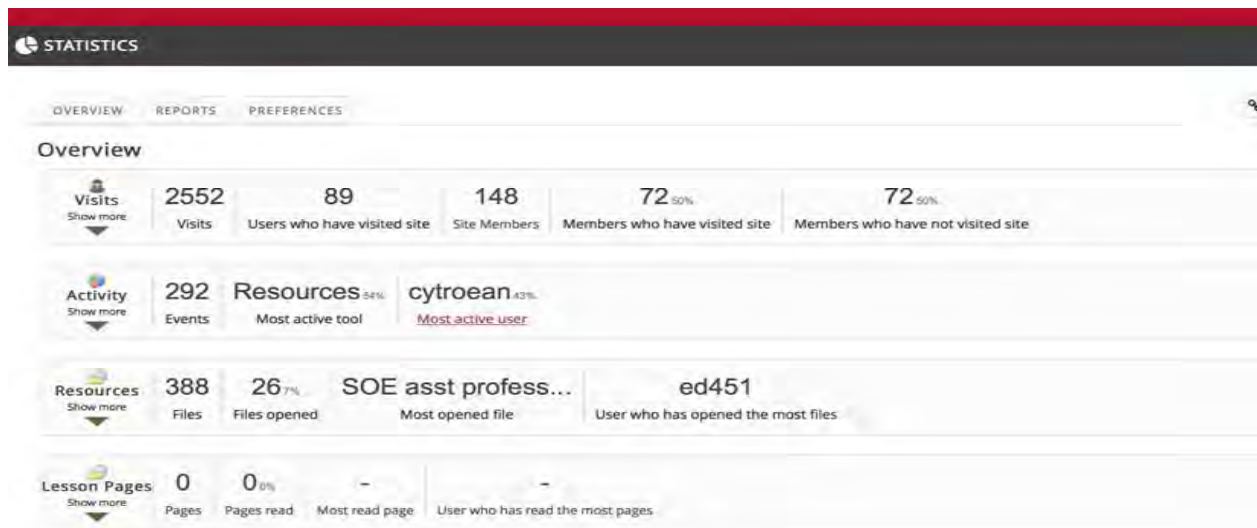 STATISTICS
OVERVIEW REPORTS PREFERENCES
Overview
Visits
Show more
2552
Visits
89
Users who have visited site
148
Site Members
72 50%
Members who have visited site
72 50%
Members who have not visited site
Activity
Show more
292
Events
Resources 54%
Most active tool
cytroean 43%
Most active user
Resources
Show more
388
Files
26 7%
Files opened
SOE asst profess...
Most opened file
ed451
User who has opened the most files
Lesson Pages
Show more
0
Pages
0 0%
Pages read
-
Most read page
-
User who has read the most pages